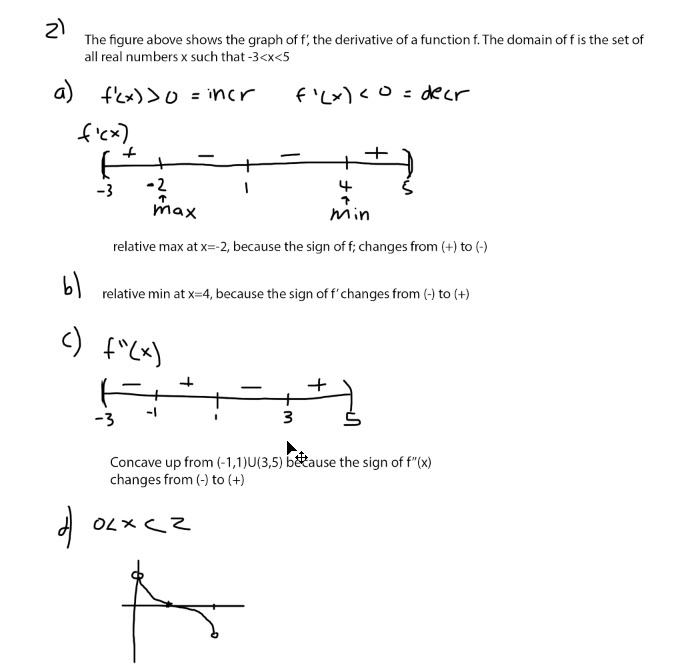 2)
The figure above shows the graph of f', the derivative of a function f. The domain of f is the set of
all real numbers x such that -3<x<5
a) f'(x)>0 = incr f'(x)<0 = decr
f'(x)
+ − − +
-3 -2 1 4 5
↑ ↑
max min
relative max at x=-2, because the sign of f; changes from (+) to (-)
b) relative min at x=4, because the sign of f' changes from (-) to (+)
c) f"(x)
− + − +
-3 -1 1 3 5
Concave up from (-1,1)U(3,5) because the sign of f"(x)
changes from (-) to (+)
d) 0<x<2